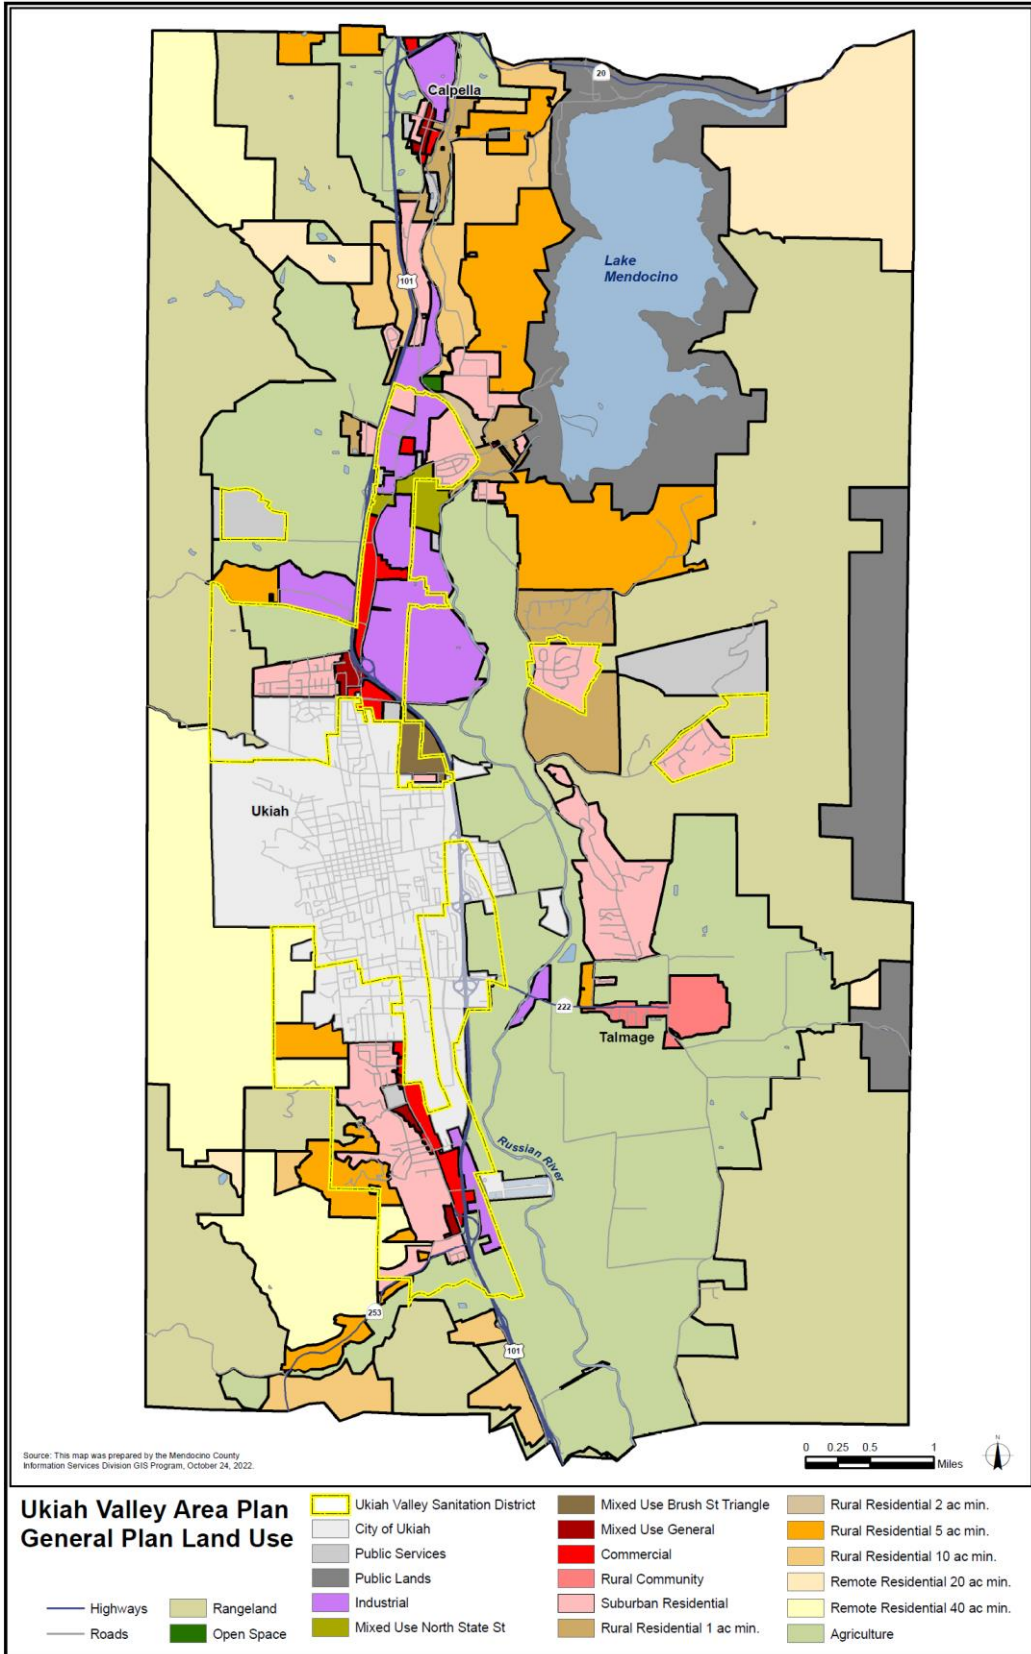 20
Calpella
Lake
Mendocino
101
Ukiah
222
Talmage
Russian River
253
101
Source: This map was prepared by the Mendocino County
Information Services Division GIS Program, October 24, 2022.
0 0.25 0.5 1
Miles
N
Ukiah Valley Area Plan
General Plan Land Use
Highways
Roads
Rangeland
Open Space
Ukiah Valley Sanitation District
City of Ukiah
Public Services
Public Lands
Industrial
Mixed Use North State St
Mixed Use Brush St Triangle
Mixed Use General
Commercial
Rural Community
Suburban Residential
Rural Residential 1 ac min.
Rural Residential 2 ac min.
Rural Residential 5 ac min.
Rural Residential 10 ac min.
Remote Residential 20 ac min.
Remote Residential 40 ac min.
Agriculture